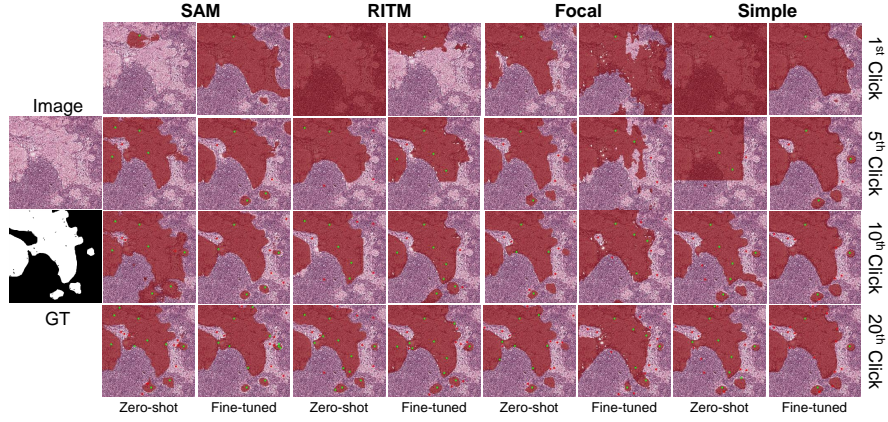 SAM RITM Focal Simple
1st Click
Image
5th Click
10th Click
GT
20th Click
Zero-shot Fine-tuned Zero-shot Fine-tuned Zero-shot Fine-tuned Zero-shot Fine-tuned